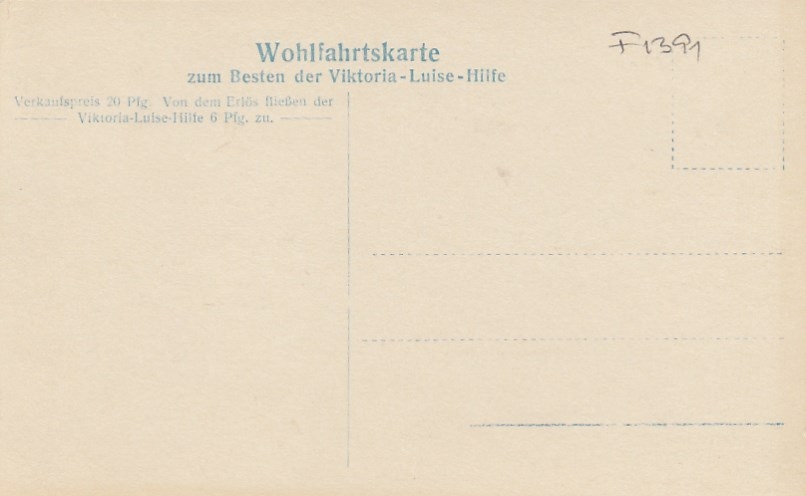 Wohlfahrtskarte
zum Besten der Viktoria-Luise-Hilfe
F1391
Verkaufspreis 20 Pfg. Von dem Erlös fließen der
Viktoria-Luise-Hilfe 6 Pfg. zu.